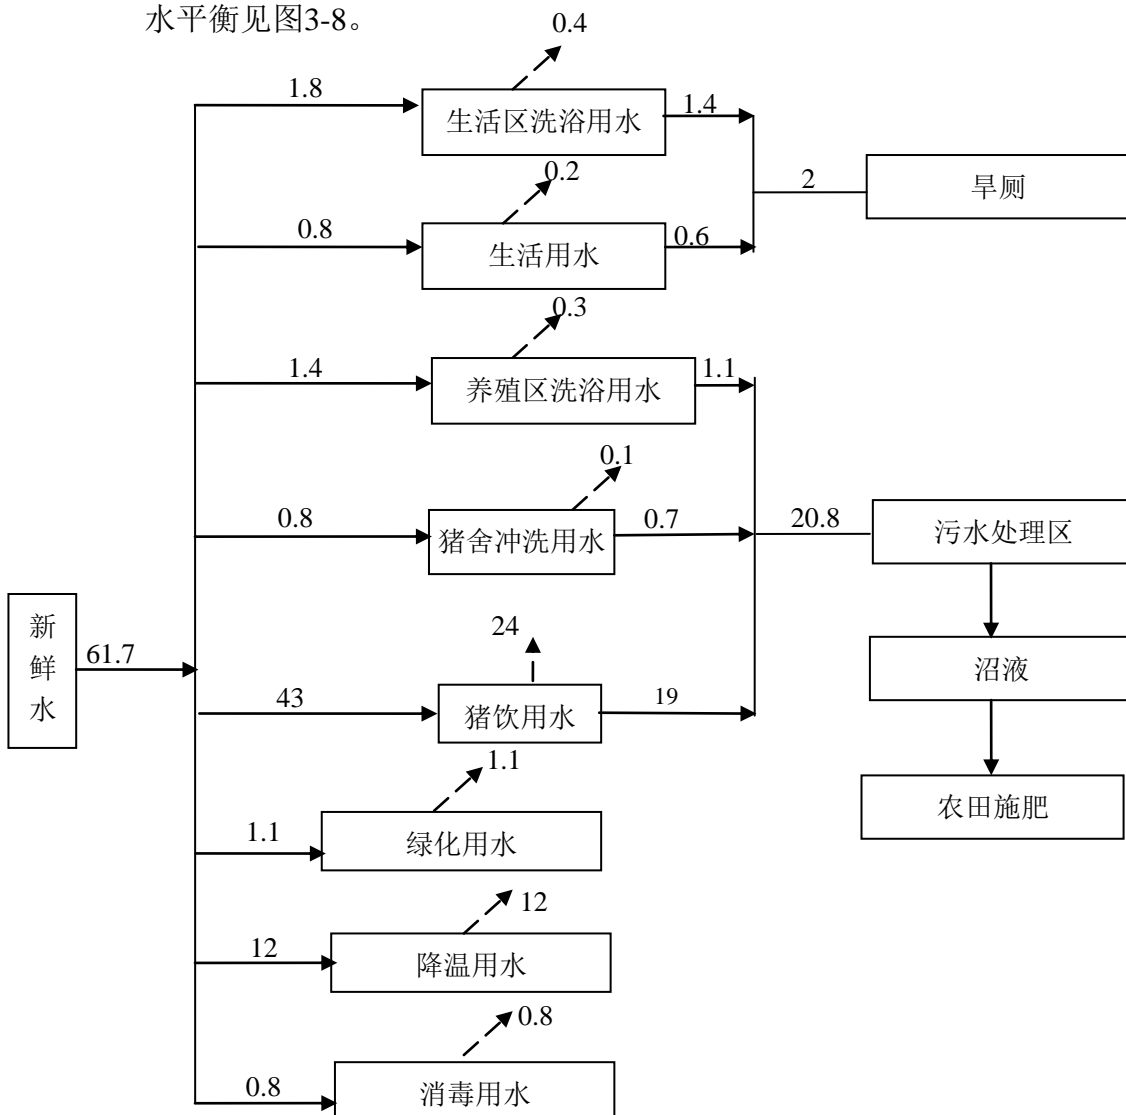 水平衡见图3-8。
0.4
1.8
生活区洗浴用水
1.4
0.2
2
旱厕
0.8
生活用水
0.6
0.3
1.4
养殖区洗浴用水
1.1
0.1
0.8
猪舍冲洗用水
0.7
20.8
污水处理区
新鲜水
61.7
24
沼液
43
猪饮用水
19
1.1
农田施肥
1.1
绿化用水
12
12
降温用水
0.8
0.8
消毒用水